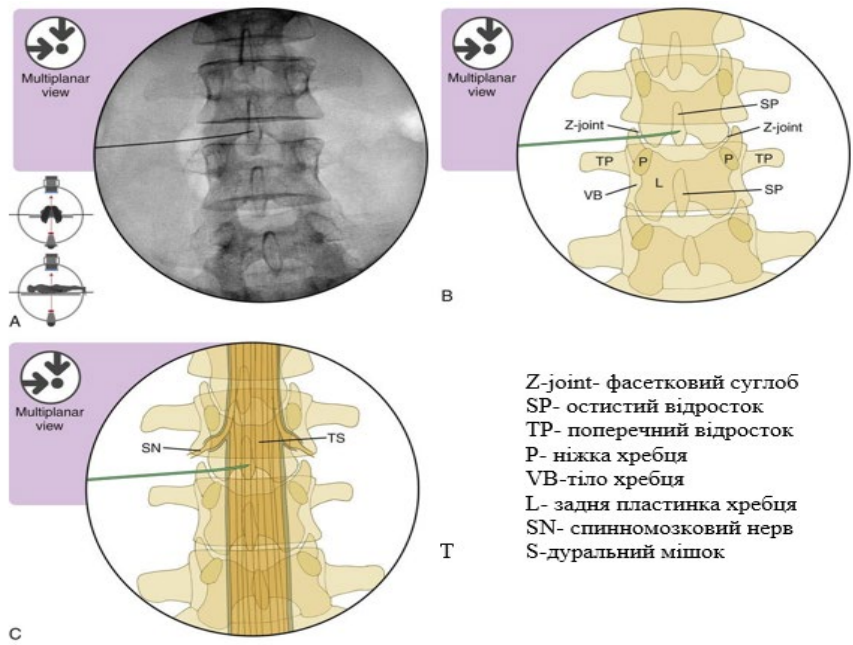 Multiplanar
view
A
Multiplanar
view
SP
Z-joint
Z-joint
TP
P
P
TP
VB
L
SP
B
Multiplanar
view
SN
TS
C
Z-joint- фасетковий суглоб
SP- остистий відросток
TP- поперечний відросток
P- ніжка хребця
VB-тіло хребця
L- задня пластинка хребця
SN- спинномозковий нерв
T S-дуральний мішок